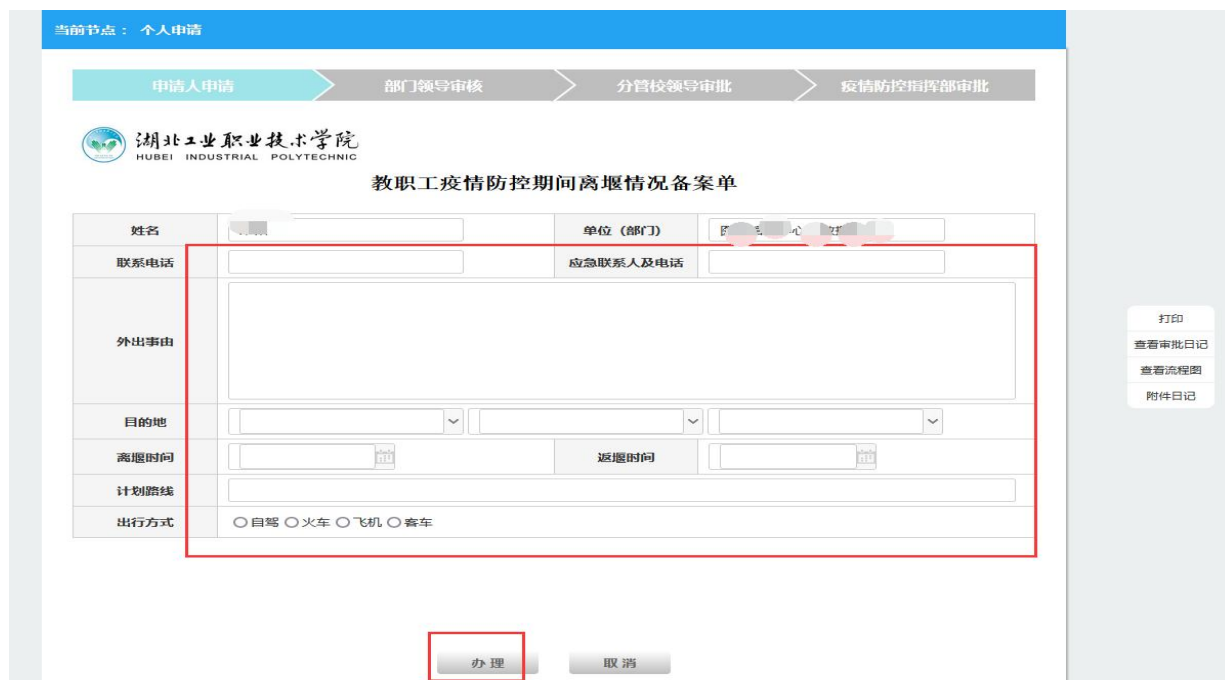 当前节点： 个人申请
申请人申请 部门领导审核 分管校领导审批 疫情防控指挥部审批
湖北工业职业技术学院
HUBEI INDUSTRIAL POLYTECHNIC
教职工疫情防控期间离堰情况备案单
姓名 单位（部门）
联系电话 应急联系人及电话
外出事由
目的地
离堰时间 返堰时间
计划路线
出行方式 自驾 火车 飞机 客车
办 理 取 消
打印
查看审批日记
查看流程图
附件日记